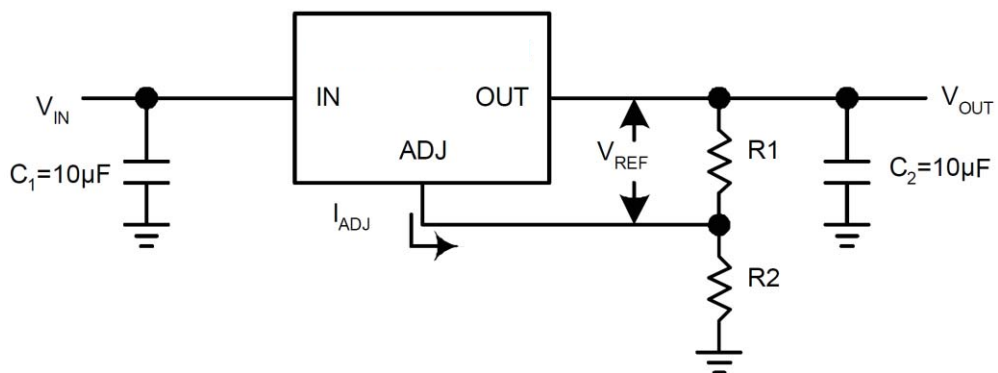 IN
OUT
ADJ
V_IN
V_OUT
V_REF
R1
C_1=10µF
C_2=10µF
I_ADJ
R2